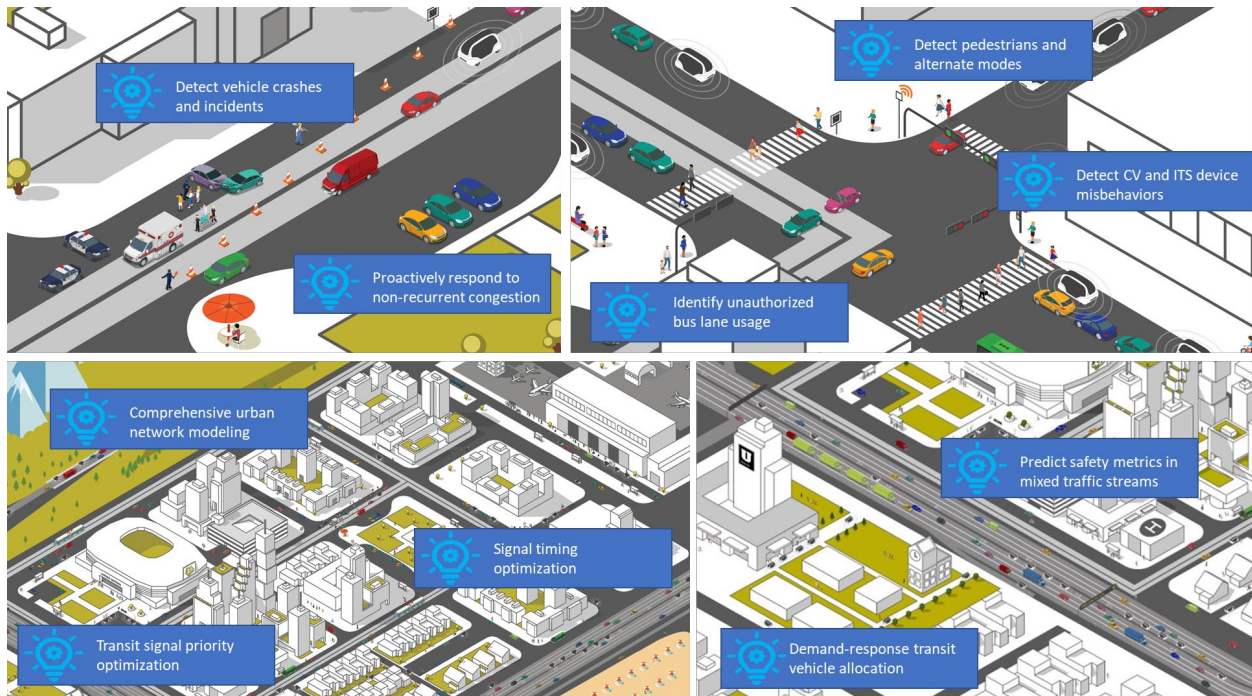 Detect vehicle crashes
and incidents
Proactively respond to
non-recurrent congestion
Detect pedestrians and
alternate modes
Detect CV and ITS device
misbehaviors
Identify unauthorized
bus lane usage
Comprehensive urban
network modeling
Signal timing
optimization
Transit signal priority
optimization
U
Predict safety metrics in
mixed traffic streams
H
Demand-response transit
vehicle allocation